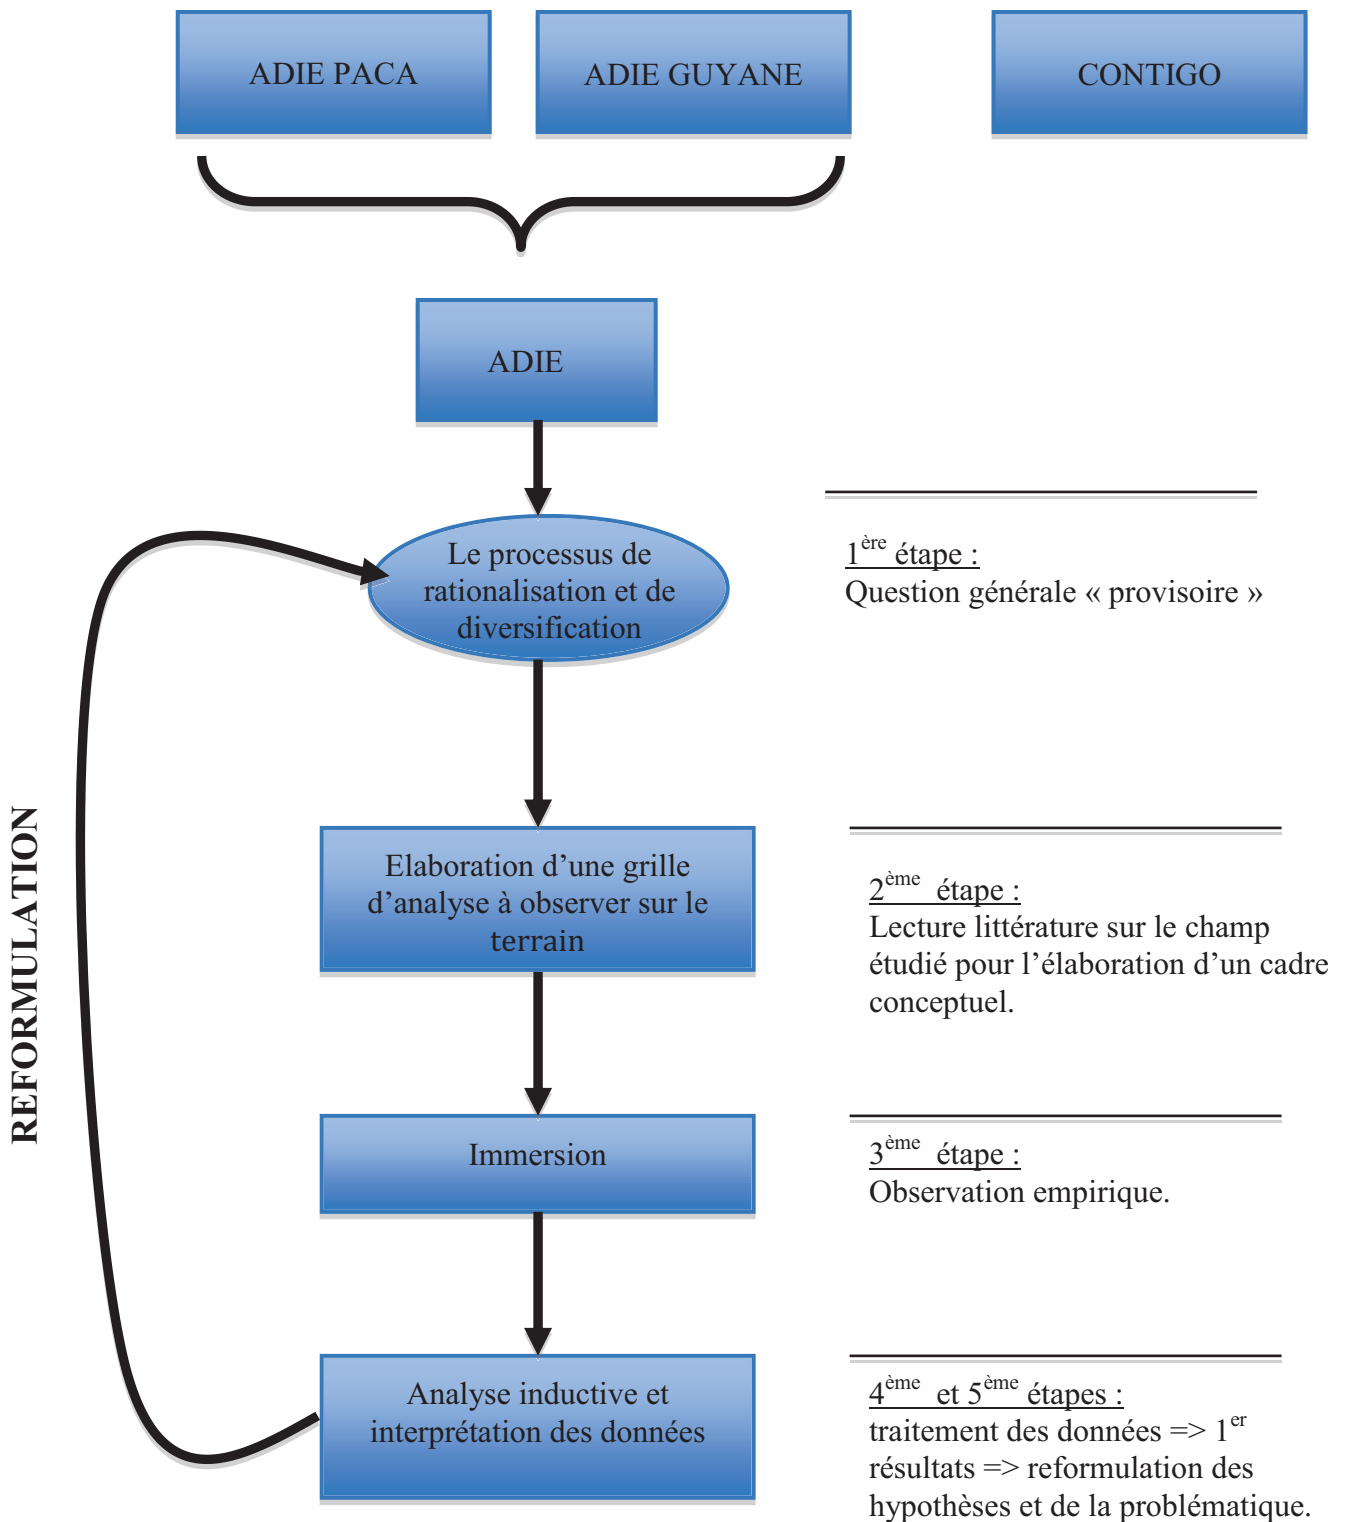 ADIE PACA
ADIE GUYANE
CONTIGO
ADIE
Le processus de
rationalisation et de
diversification
1ère étape :
Question générale « provisoire »
REFORMULATION
Elaboration d’une grille
d’analyse à observer sur le
terrain
2ème étape :
Lecture littérature sur le champ
étudié pour l’élaboration d’un cadre
conceptuel.
Immersion
3ème étape :
Observation empirique.
Analyse inductive et
interprétation des données
4ème et 5ème étapes :
traitement des données => 1er
résultats => reformulation des
hypothèses et de la problématique.